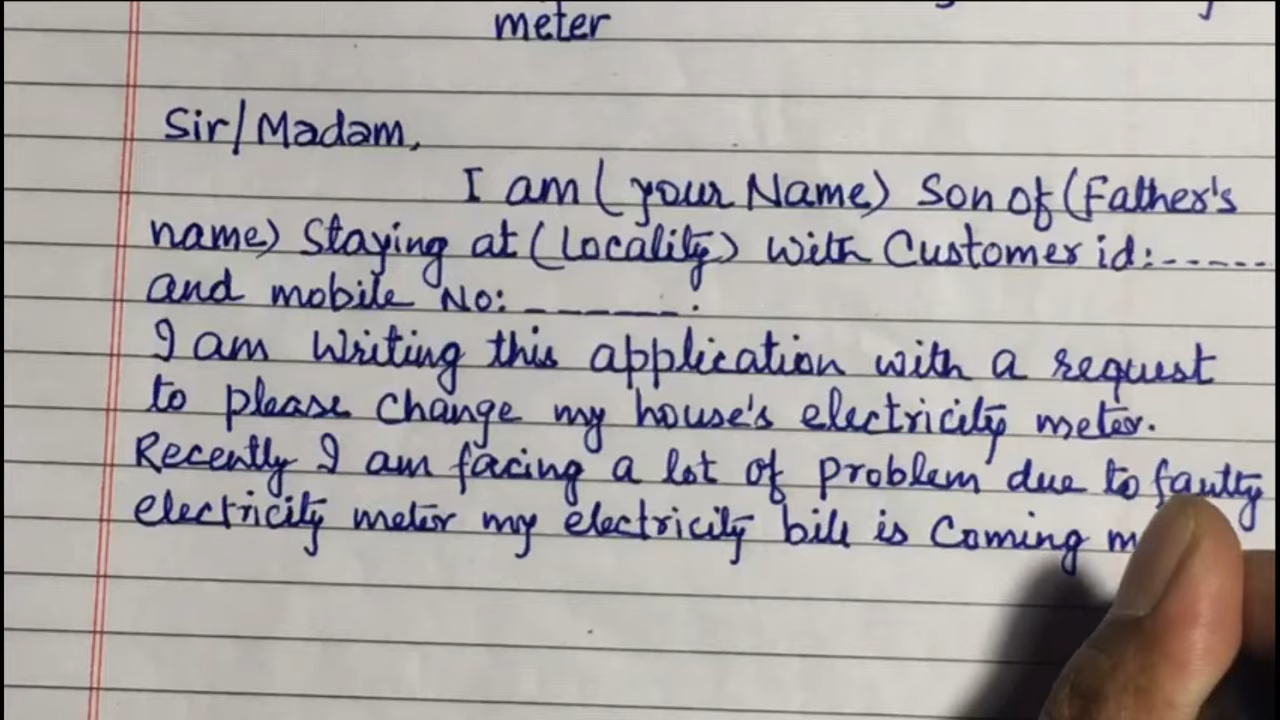 meter
Sir/Madam,
I am (your Name) Son of (Father's
name) Staying at (Locality) with Customer id:-----
and mobile No: ------.
I am writing this application with a request
to please change my house's electricity meter.
Recently I am facing a lot of problem due to faulty
electricity meter my electricity bill is Coming